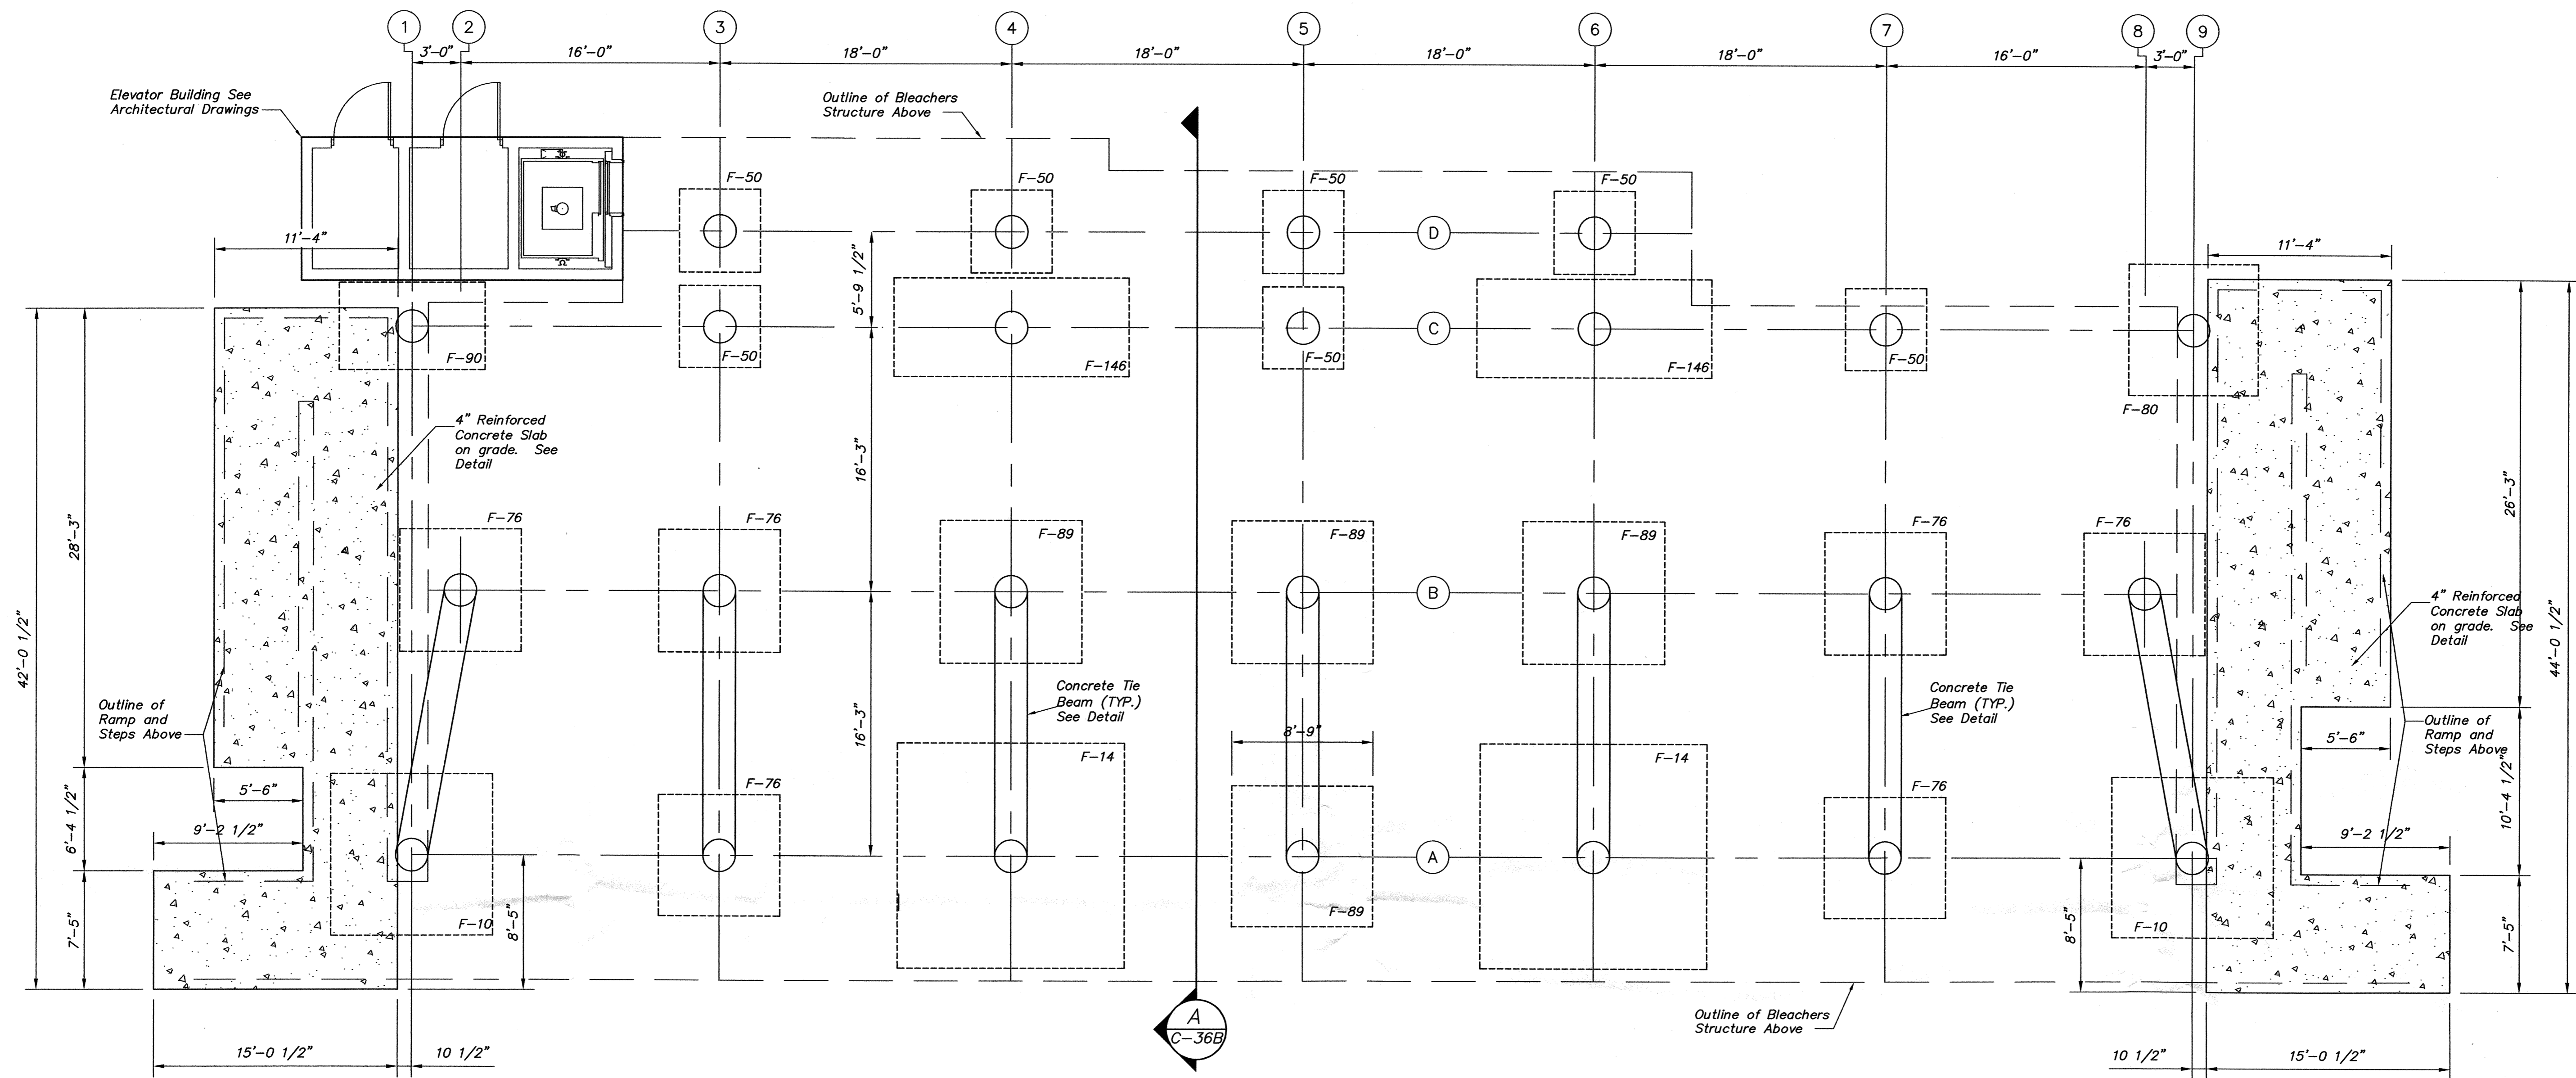 1
2
3
4
5
6
7
8
9
3'-0"
16'-0"
18'-0"
18'-0"
18'-0"
18'-0"
16'-0"
3'-0"
Elevator Building See
Architectural Drawings
Outline of Bleachers
Structure Above
F-50
F-50
F-50
F-50
D
11'-4"
11'-4"
5'-9 1/2"
F-90
F-50
F-146
F-50
C
F-146
F-50
F-80
4" Reinforced
Concrete Slab
on grade. See
Detail
16'-3"
28'-3"
26'-3"
42'-0 1/2"
44'-0 1/2"
F-76
F-76
F-89
F-89
F-89
F-76
F-76
B
4" Reinforced
Concrete Slab
on grade. See
Detail
Outline of
Ramp and
Steps Above
16'-3"
Concrete Tie
Beam (TYP.)
See Detail
8'-9"
Concrete Tie
Beam (TYP.)
See Detail
Outline of
Ramp and
Steps Above
5'-6"
5'-6"
6'-4 1/2"
10'-4 1/2"
9'-2 1/2"
9'-2 1/2"
F-76
F-14
F-14
F-76
A
7'-5"
F-10
8'-5"
F-89
8'-5"
F-10
7'-5"
Outline of Bleachers
Structure Above
A
C-36B
15'-0 1/2"
10 1/2"
10 1/2"
15'-0 1/2"